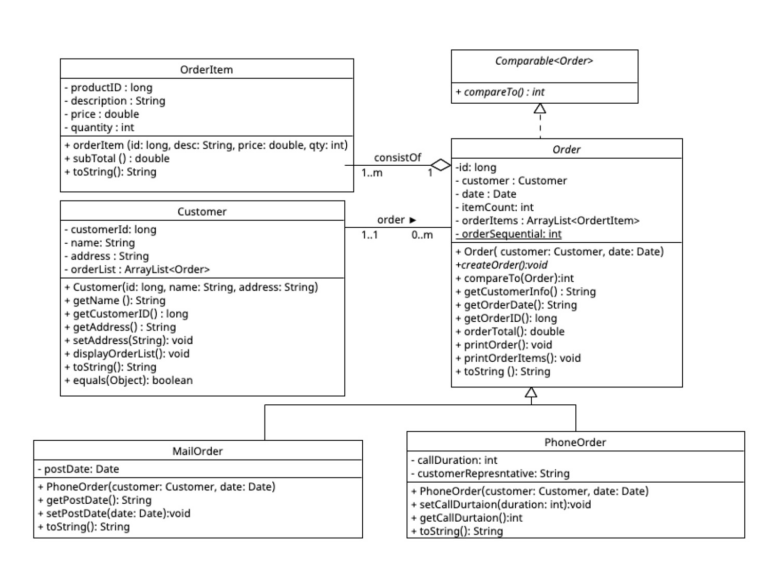 OrderItem
- productID : long
- description : String
- price : double
- quantity : int
+ orderItem (id: long, desc: String, price: double, qty: int)
+ subTotal () : double
+ toString(): String
Comparable<Order>
+ compareTo() : int
consistOf
1..m 1
Order
-id: long
- customer : Customer
- date : Date
- itemCount: int
- orderItems : ArrayList<OrdertItem>
- orderSequential: int
+ Order( customer: Customer, date: Date)
+createOrder():void
+ compareTo(Order):int
+ getCustomerInfo() : String
+ getOrderDate(): String
+ getOrderID(): long
+ orderTotal(): double
+ printOrder(): void
+ printOrderItems(): void
+ toString (): String
Customer
- customerId: long
- name: String
- address : String
- orderList : ArrayList<Order>
+ Customer(id: long, name: String, address: String)
+ getName (): String
+ getCustomerID() : long
+ getAddress() : String
+ setAddress(String): void
+ displayOrderList(): void
+ toString(): String
+ equals(Object): boolean
order ►
1..1 0..m
MailOrder
- postDate: Date
+ PhoneOrder(customer: Customer, date: Date)
+ getPostDate(): String
+ setPostDate(date: Date):void
+ toString(): String
PhoneOrder
- callDuration: int
- customerRepresntative: String
+ PhoneOrder(customer: Customer, date: Date)
+ setCallDurtaion(duration: int):void
+ getCallDurtaion():int
+ toString(): String